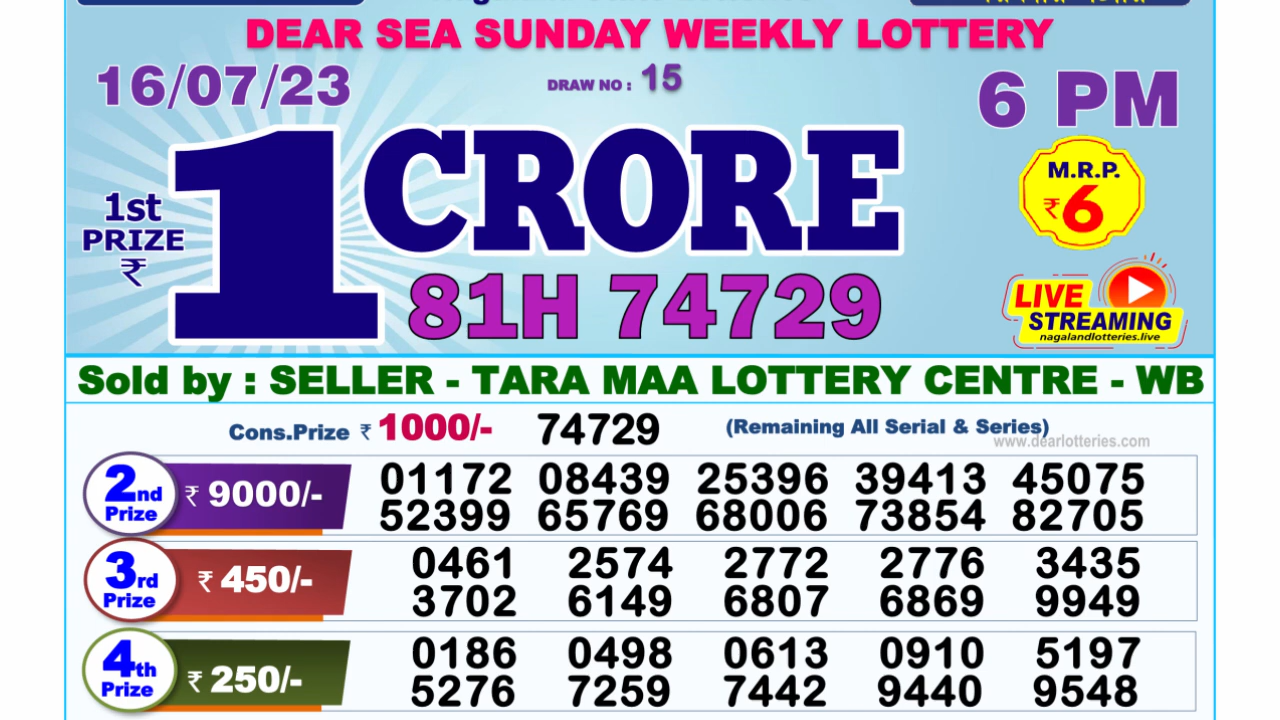 DEAR SEA SUNDAY WEEKLY LOTTERY
16/07/23
DRAW NO : 15
6 PM
1st
PRIZE
₹
1 CRORE
M.R.P.
₹6
81H 74729
LIVE
STREAMING
nagalandlotteries.live
Sold by : SELLER - TARA MAA LOTTERY CENTRE - WB
Cons.Prize ₹ 1000/- 74729 (Remaining All Serial & Series)
www.dearlotteries.com
2nd Prize ₹ 9000/-
01172 08439 25396 39413 45075
52399 65769 68006 73854 82705
3rd Prize ₹ 450/-
0461 2574 2772 2776 3435
3702 6149 6807 6869 9949
4th Prize ₹ 250/-
0186 0498 0613 0910 5197
5276 7259 7442 9440 9548